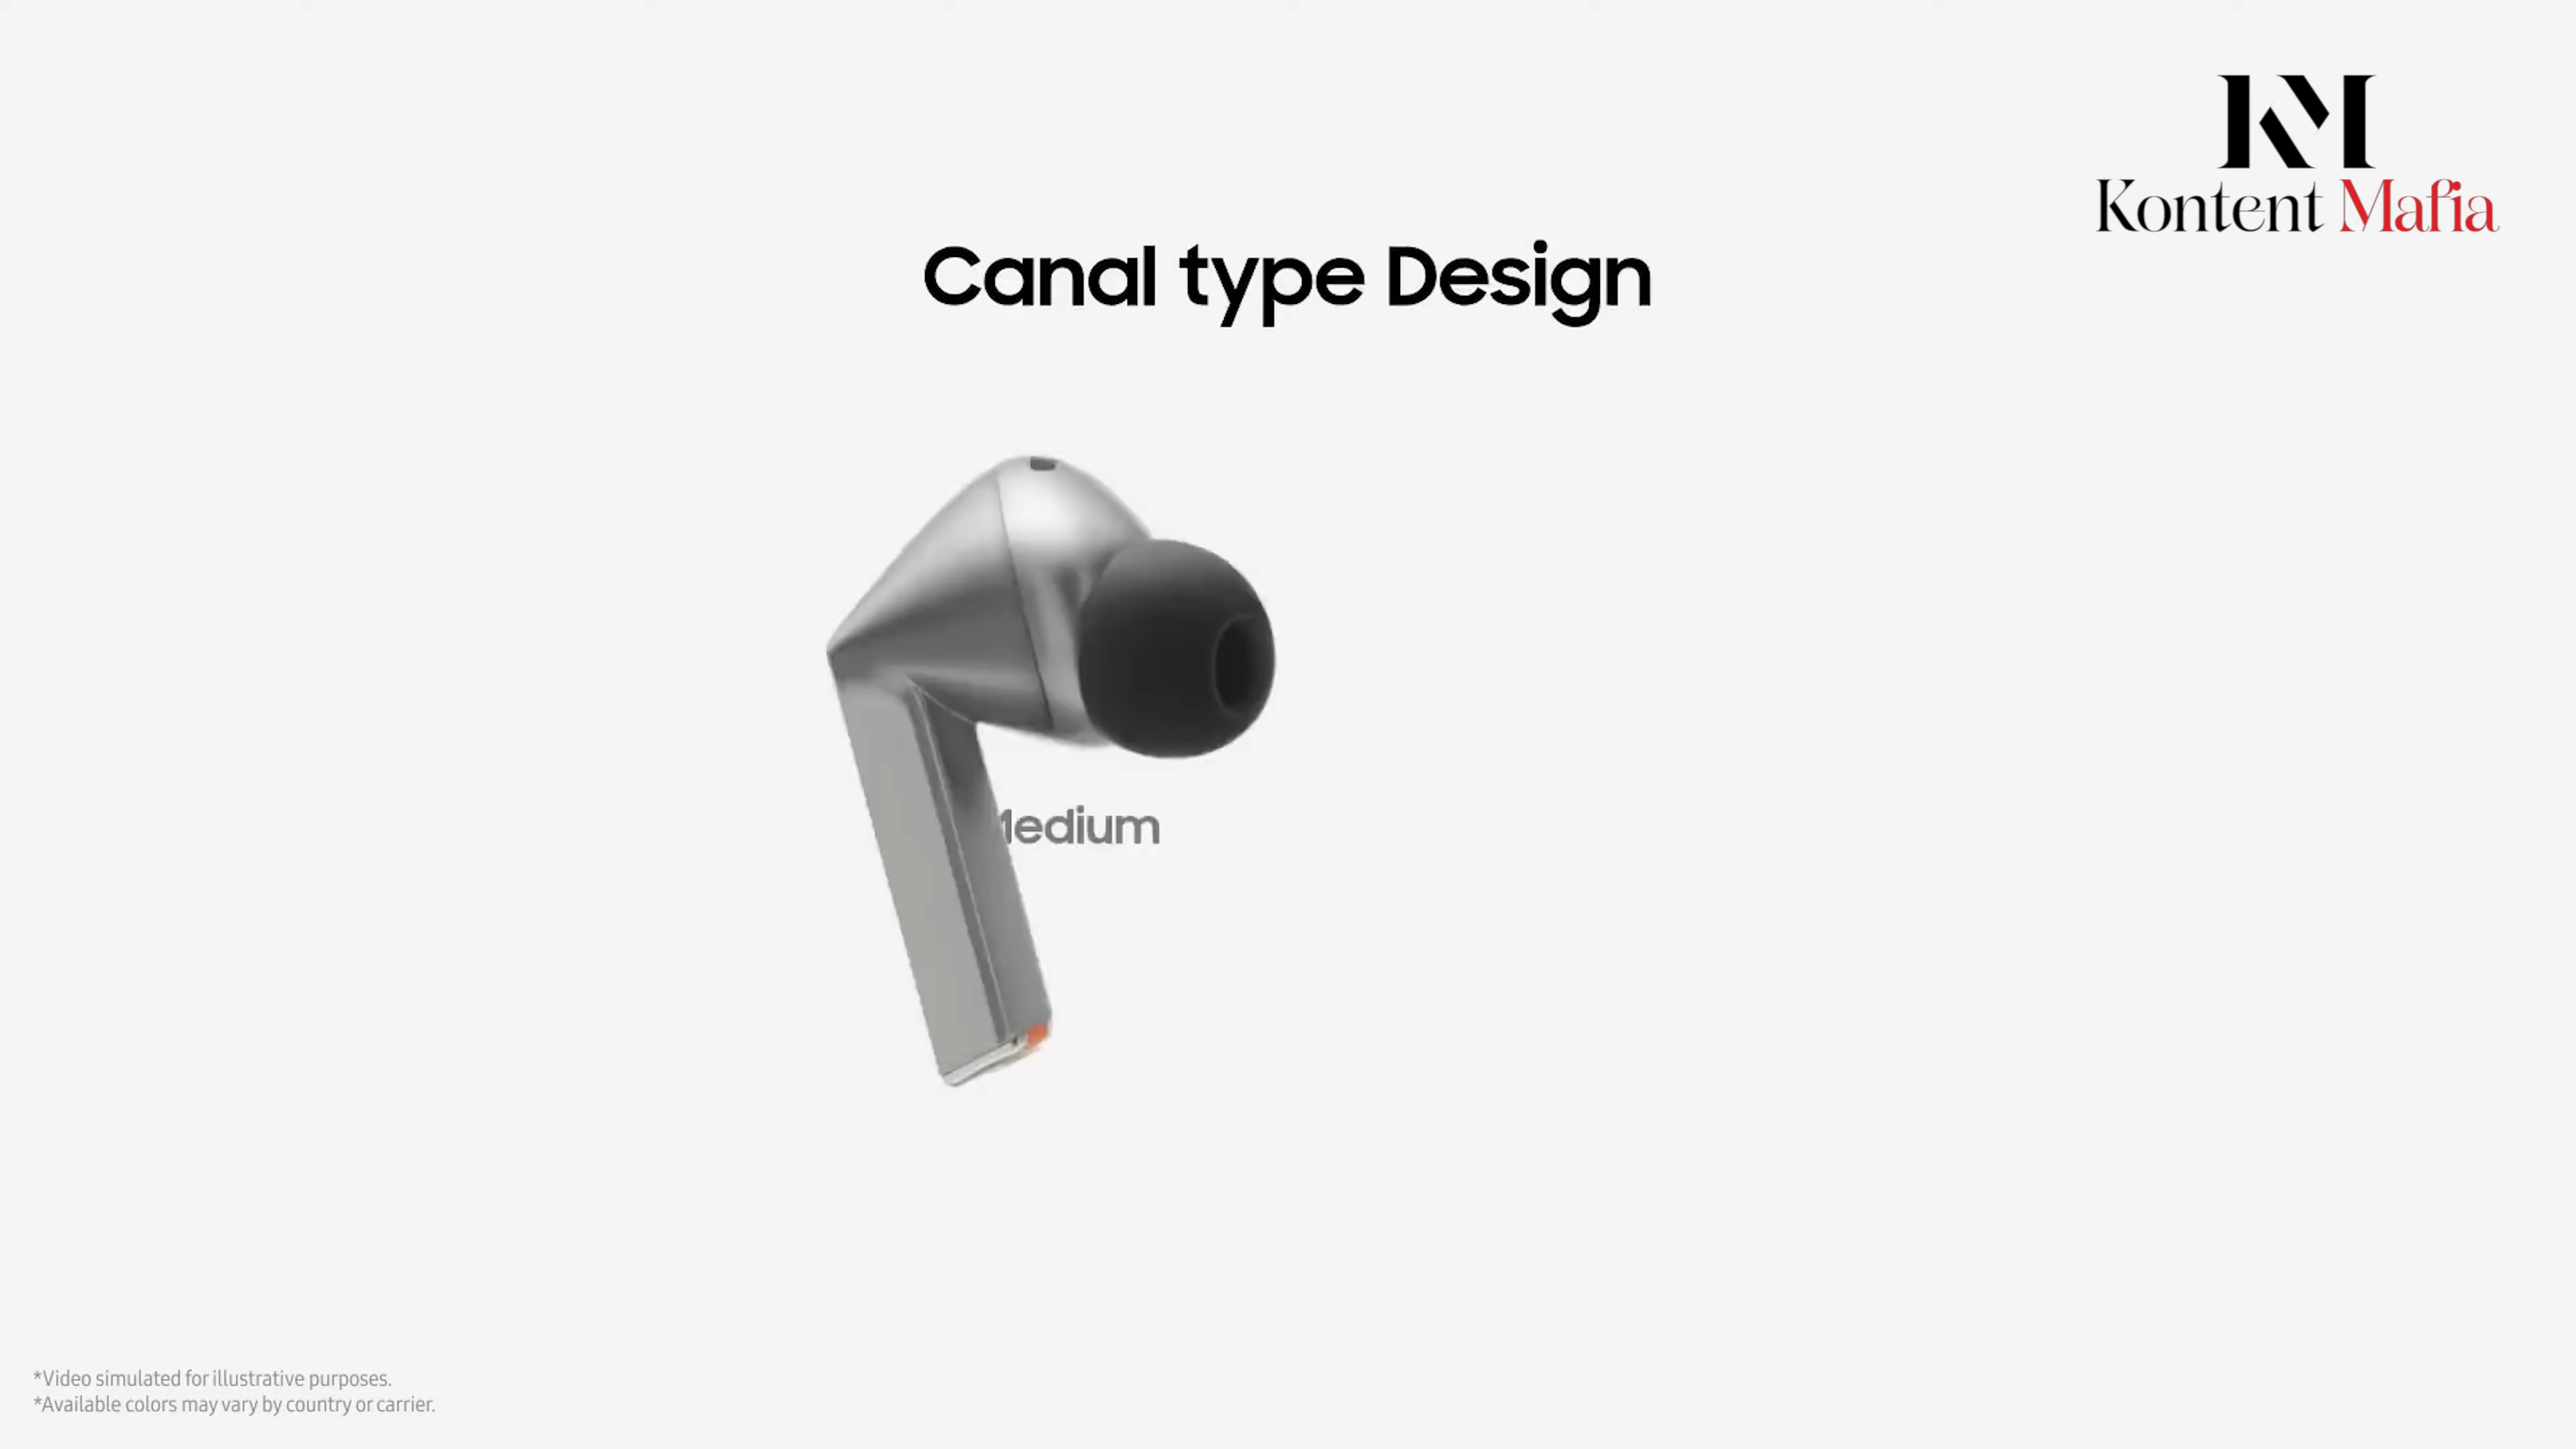 KM
Kontent Mafia
Canal type Design
edium
*Video simulated for illustrative purposes.
*Available colors may vary by country or carrier.